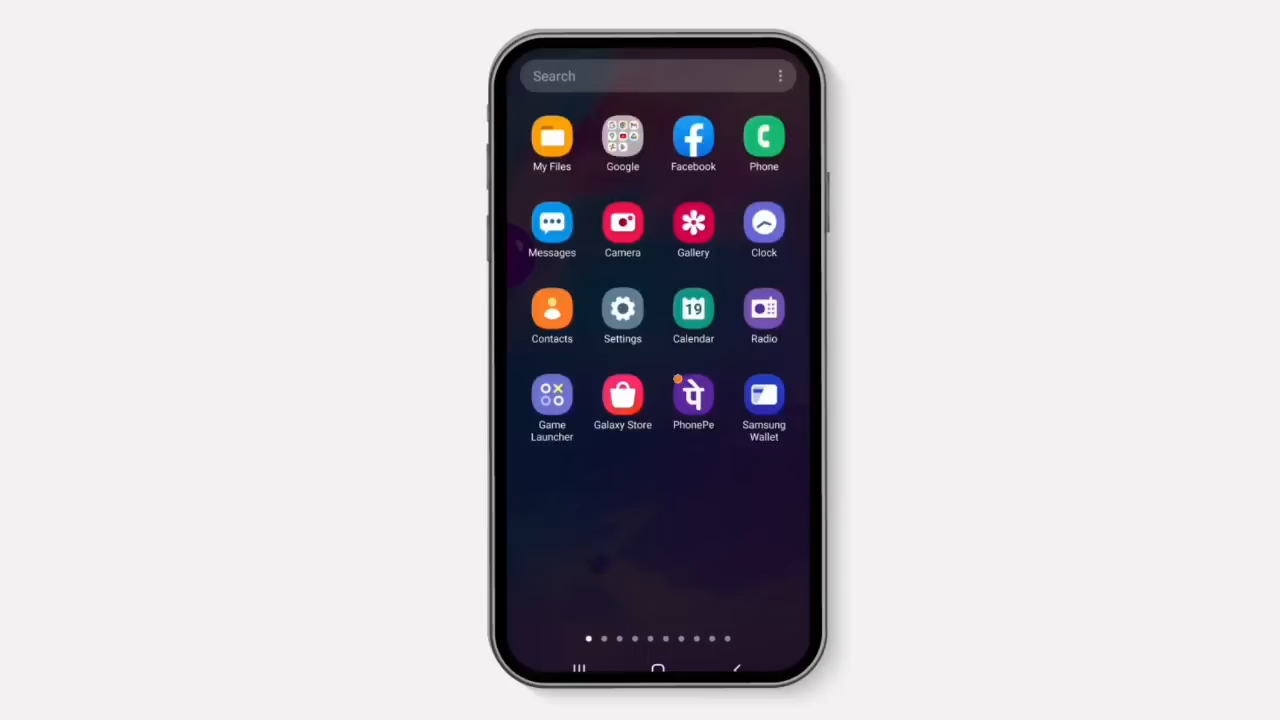 Search
My Files
Google
Facebook
Phone
Messages
Camera
Gallery
Clock
Contacts
19
Settings
Calendar
Radio
पे
Game
Launcher
Galaxy Store
PhonePe
Samsung
Wallet